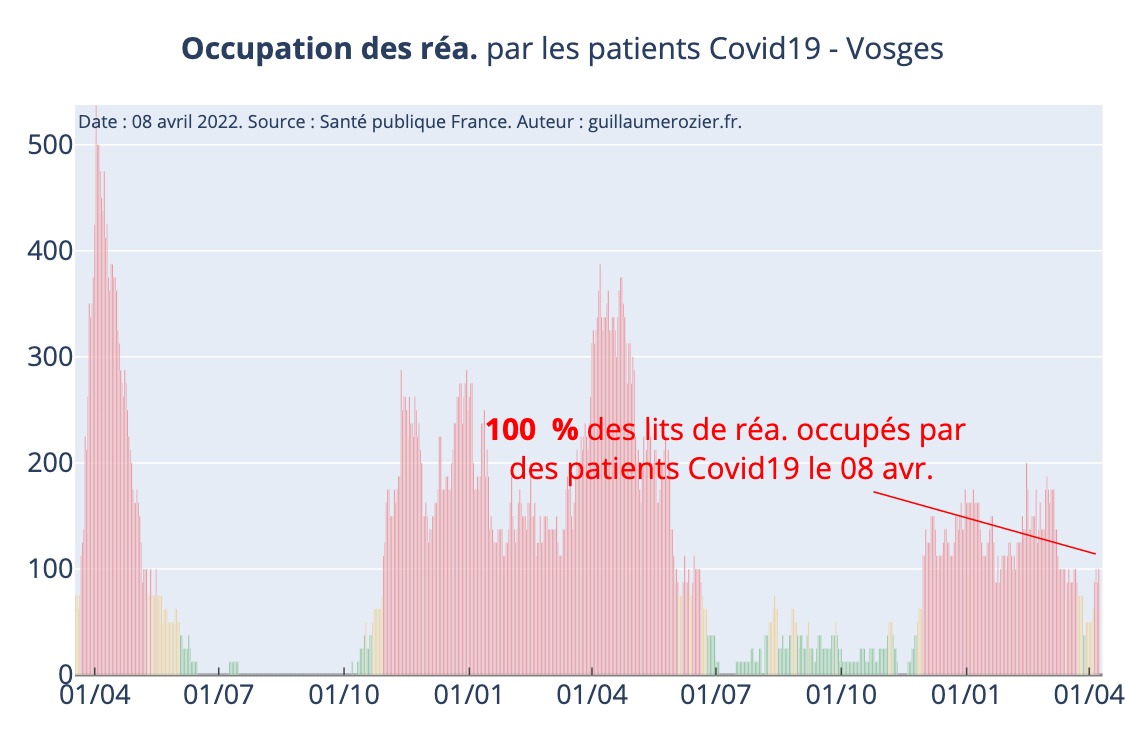 Occupation des réa. par les patients Covid19 - Vosges
Date : 08 avril 2022. Source : Santé publique France. Auteur : guillaumerozier.fr.
500
400
300
200
100
0
100 % des lits de réa. occupés par
des patients Covid19 le 08 avr.
01/04 01/07 01/10 01/01 01/04 01/07 01/10 01/01 01/04